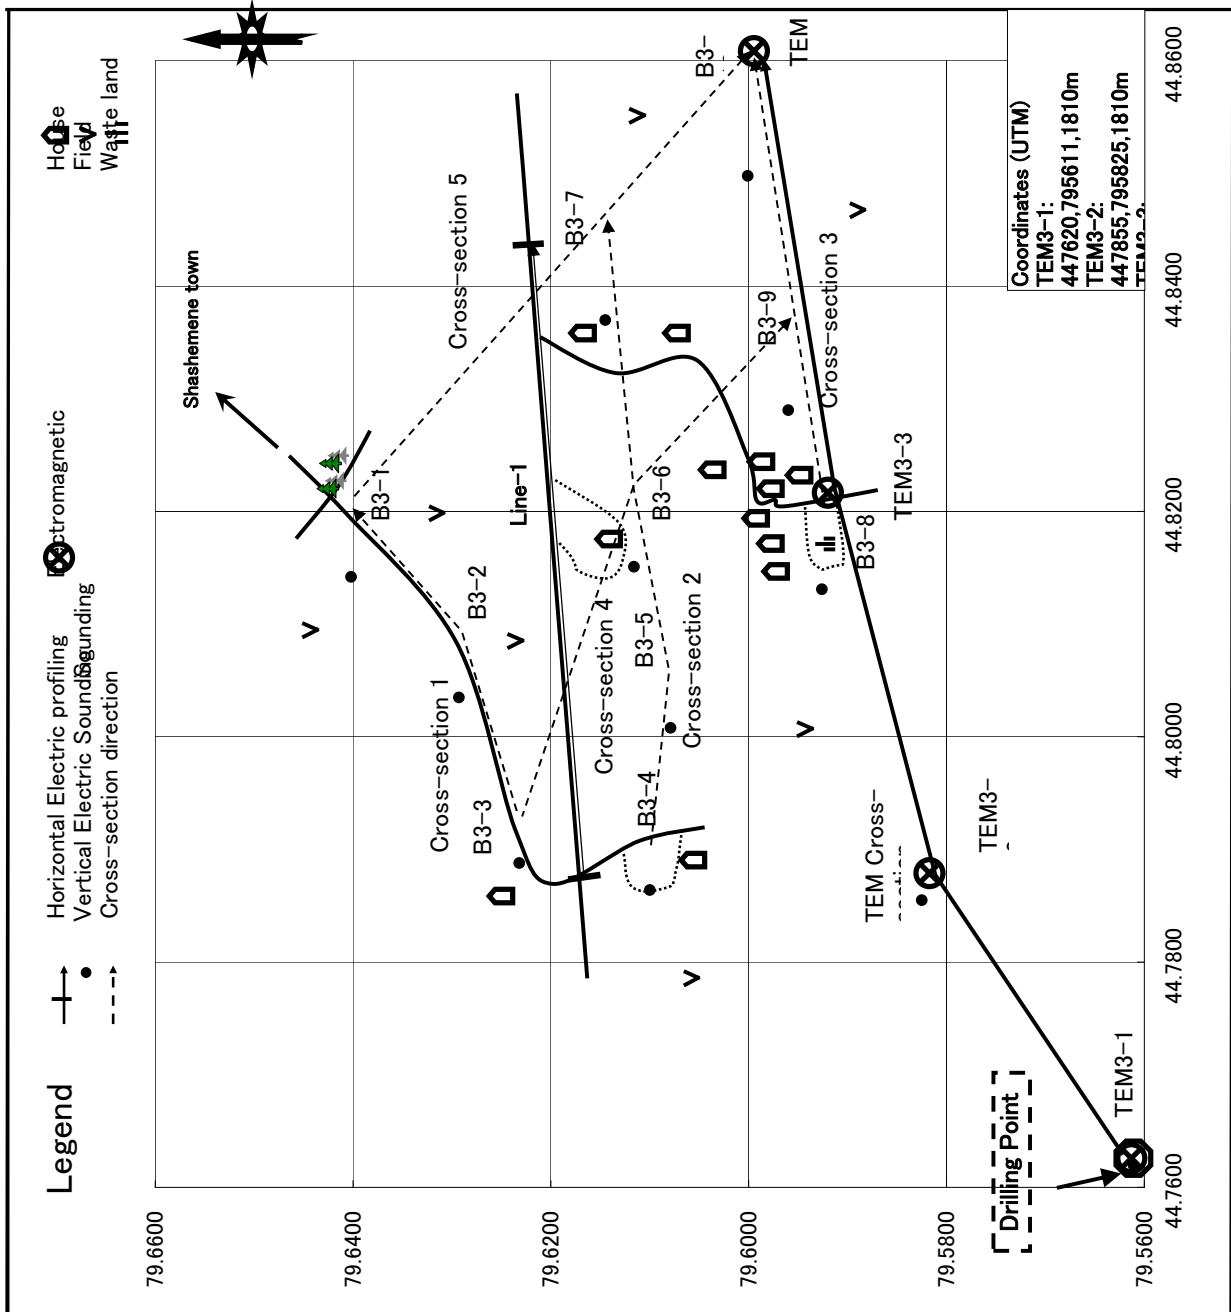 Legend
Horizontal Electric profiling
Vertical Electric Sounding
Cross-section direction
Electromagnetic
Sounding
House
Field
Waste land
Shashemene town
79.6600
79.6400
79.6200
79.6000
79.5800
79.5600
44.7600
44.7800
44.8000
44.8200
44.8400
44.8600
B3-1
B3-2
B3-3
Cross-section 1
Cross-section 5
Line-1
B3-7
B3-6
Cross-section 4
B3-5
B3-4
Cross-section 2
B3-9
Cross-section 3
B3-8
TEM3-3
B3-
TEM
TEM Cross-
TEM3-
TEM3-1
Drilling Point
Coordinates (UTM)
TEM3-1:
447620,795611,1810m
TEM3-2:
447855,795825,1810m